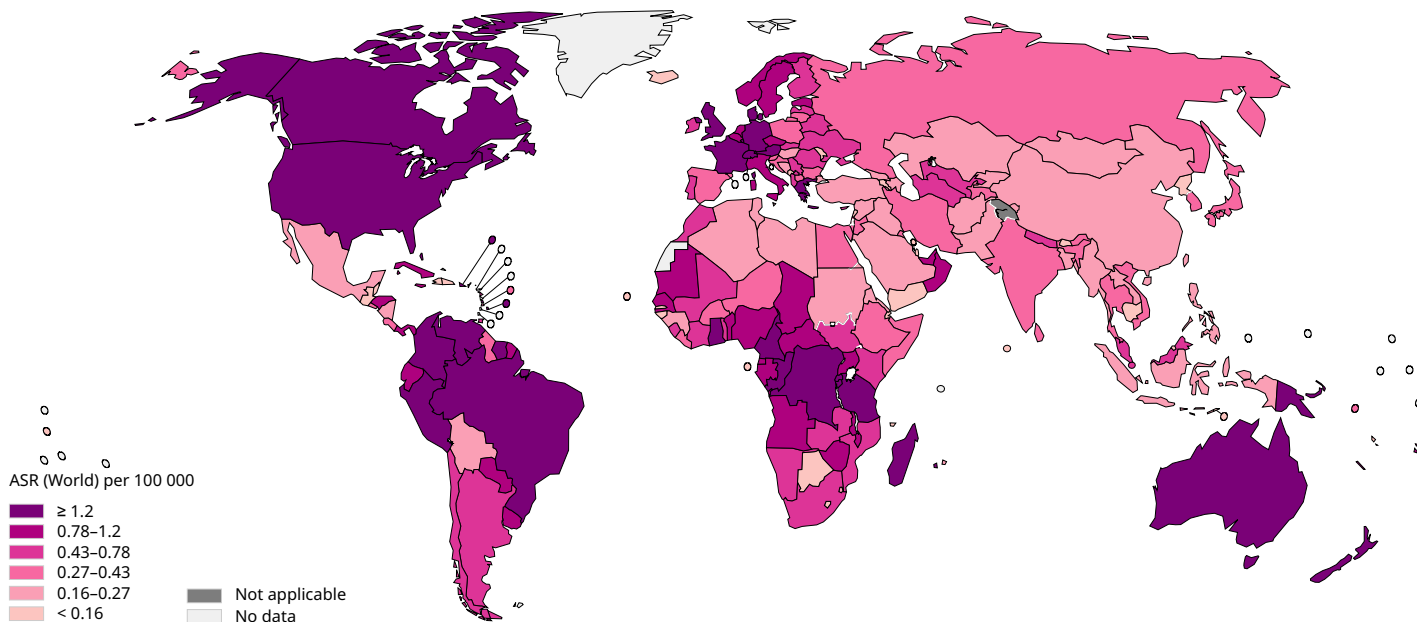 ASR (World) per 100 000
≥ 1.2
0.78–1.2
0.43–0.78
0.27–0.43
0.16–0.27
< 0.16
Not applicable
No data